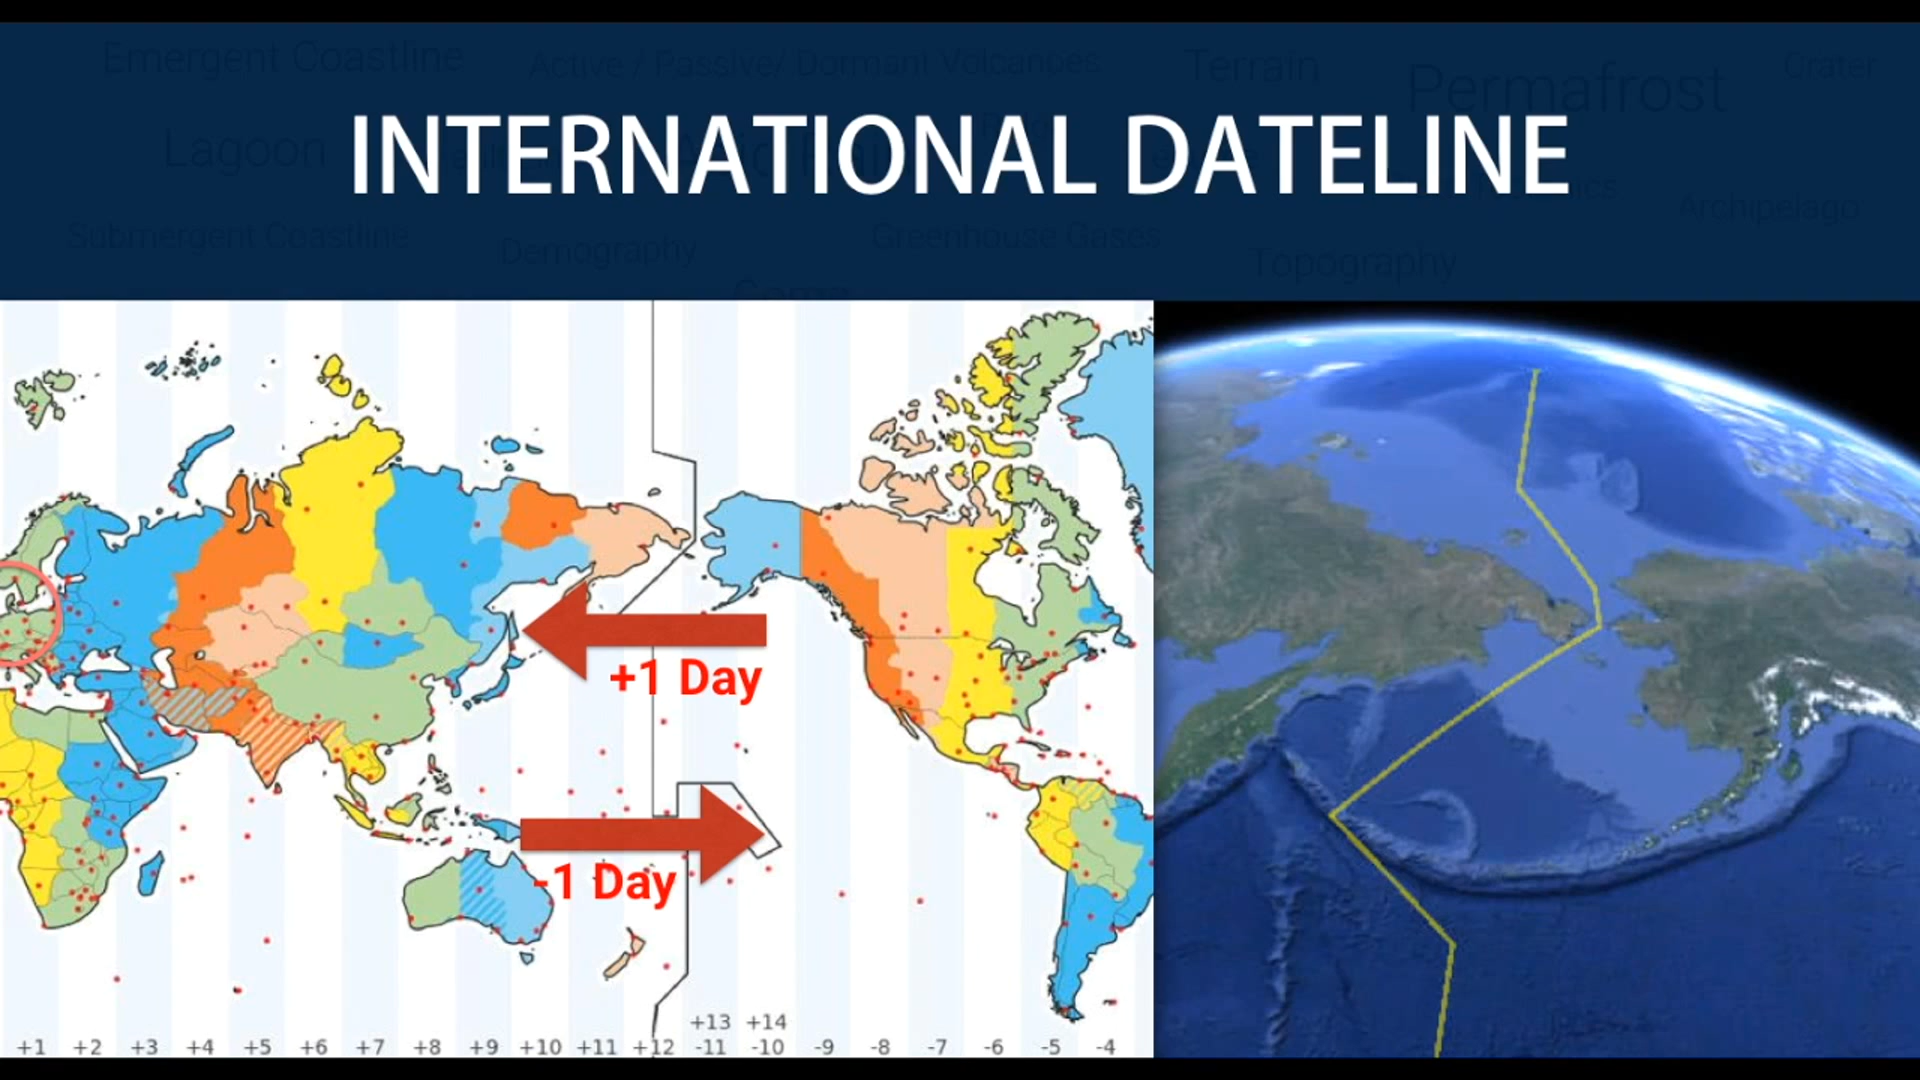 Emergent Coastline
Active / Passive/ Dormant Volcanoes
Terrain
Permafrost
Crater
Lagoon
INTERNATIONAL DATELINE
Archipelago
Submergent Coastline
Demography
Greenhouse Gases
Topography
+1 Day
-1 Day
+13 +14
+1 +2 +3 +4 +5 +6 +7 +8 +9 +10 +11 +12 -11 -10 -9 -8 -7 -6 -5 -4